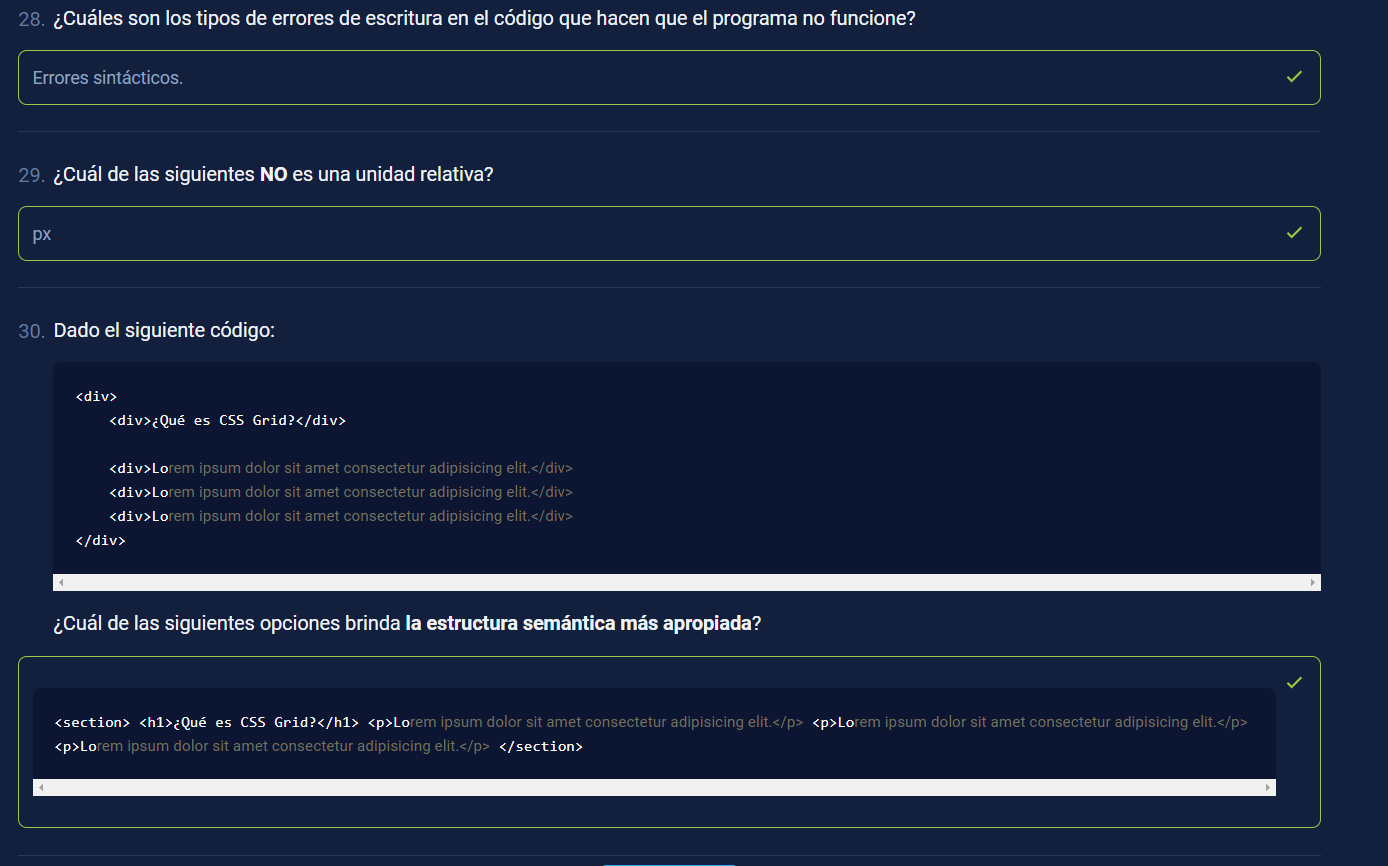 28. ¿Cuáles son los tipos de errores de escritura en el código que hacen que el programa no funcione?
Errores sintácticos.
29. ¿Cuál de las siguientes NO es una unidad relativa?
px
30. Dado el siguiente código:
<div>
    <div>¿Qué es CSS Grid?</div>
    <div>Lorem ipsum dolor sit amet consectetur adipisicing elit.</div>
    <div>Lorem ipsum dolor sit amet consectetur adipisicing elit.</div>
    <div>Lorem ipsum dolor sit amet consectetur adipisicing elit.</div>
</div>
¿Cuál de las siguientes opciones brinda la estructura semántica más apropiada?
<section> <h1>¿Qué es CSS Grid?</h1> <p>Lorem ipsum dolor sit amet consectetur adipisicing elit.</p> <p>Lorem ipsum dolor sit amet consectetur adipisicing elit.</p>
<p>Lorem ipsum dolor sit amet consectetur adipisicing elit.</p> </section>